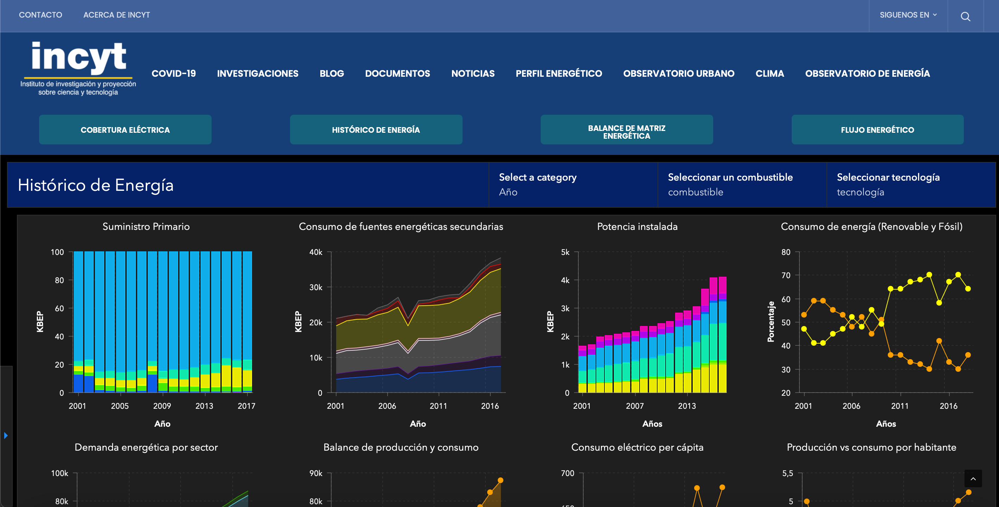 CONTACTO
ACERCA DE INCYT
SIGUENOS EN
incyt
Instituto de investigación y proyección
sobre ciencia y tecnología
COVID-19
INVESTIGACIONES
BLOG
DOCUMENTOS
NOTICIAS
PERFIL ENERGÉTICO
OBSERVATORIO URBANO
CLIMA
OBSERVATORIO DE ENERGÍA
COBERTURA ELÉCTRICA
HISTÓRICO DE ENERGÍA
BALANCE DE MATRIZ
ENERGÉTICA
FLUJO ENERGÉTICO
Histórico de Energía
Select a category
Año
Seleccionar un combustible
combustible
Seleccionar tecnología
tecnología
Suministro Primario
100
80
60
40
20
0
KBEP
2001 2005 2009 2013 2017
Año
Consumo de fuentes energéticas secundarias
40k
30k
20k
10k
0
KBEP
2001 2006 2011 2016
Año
Potencia instalada
5k
4k
3k
2k
1k
0
KBEP
2001 2007 2013
Años
Consumo de energía (Renovable y Fósil)
80
70
60
50
40
30
20
Porcentaje
2001 2006 2011 2016
Años
Demanda energética por sector
100k
80k
Balance de producción y consumo
90k
80k
Consumo eléctrico per cápita
700
Producción vs consumo por habitante
5,5
5